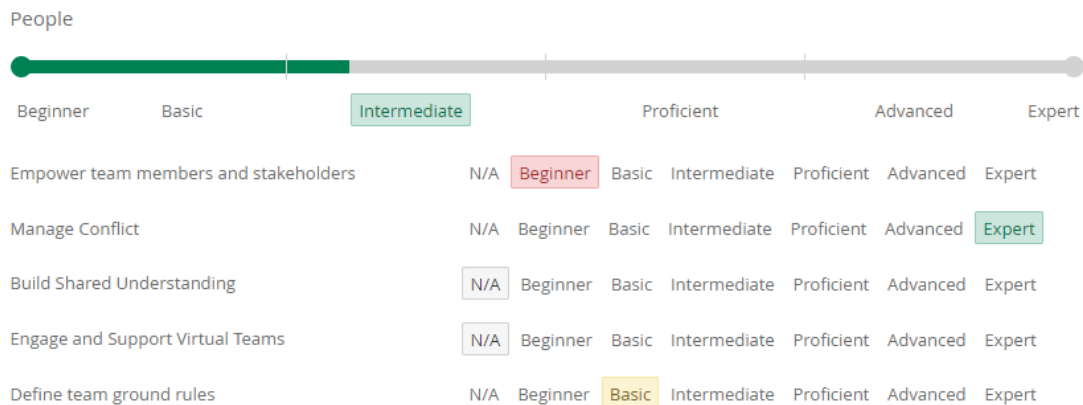 People
Beginner Basic Intermediate Proficient Advanced Expert
Empower team members and stakeholders N/A Beginner Basic Intermediate Proficient Advanced Expert
Manage Conflict N/A Beginner Basic Intermediate Proficient Advanced Expert
Build Shared Understanding N/A Beginner Basic Intermediate Proficient Advanced Expert
Engage and Support Virtual Teams N/A Beginner Basic Intermediate Proficient Advanced Expert
Define team ground rules N/A Beginner Basic Intermediate Proficient Advanced Expert